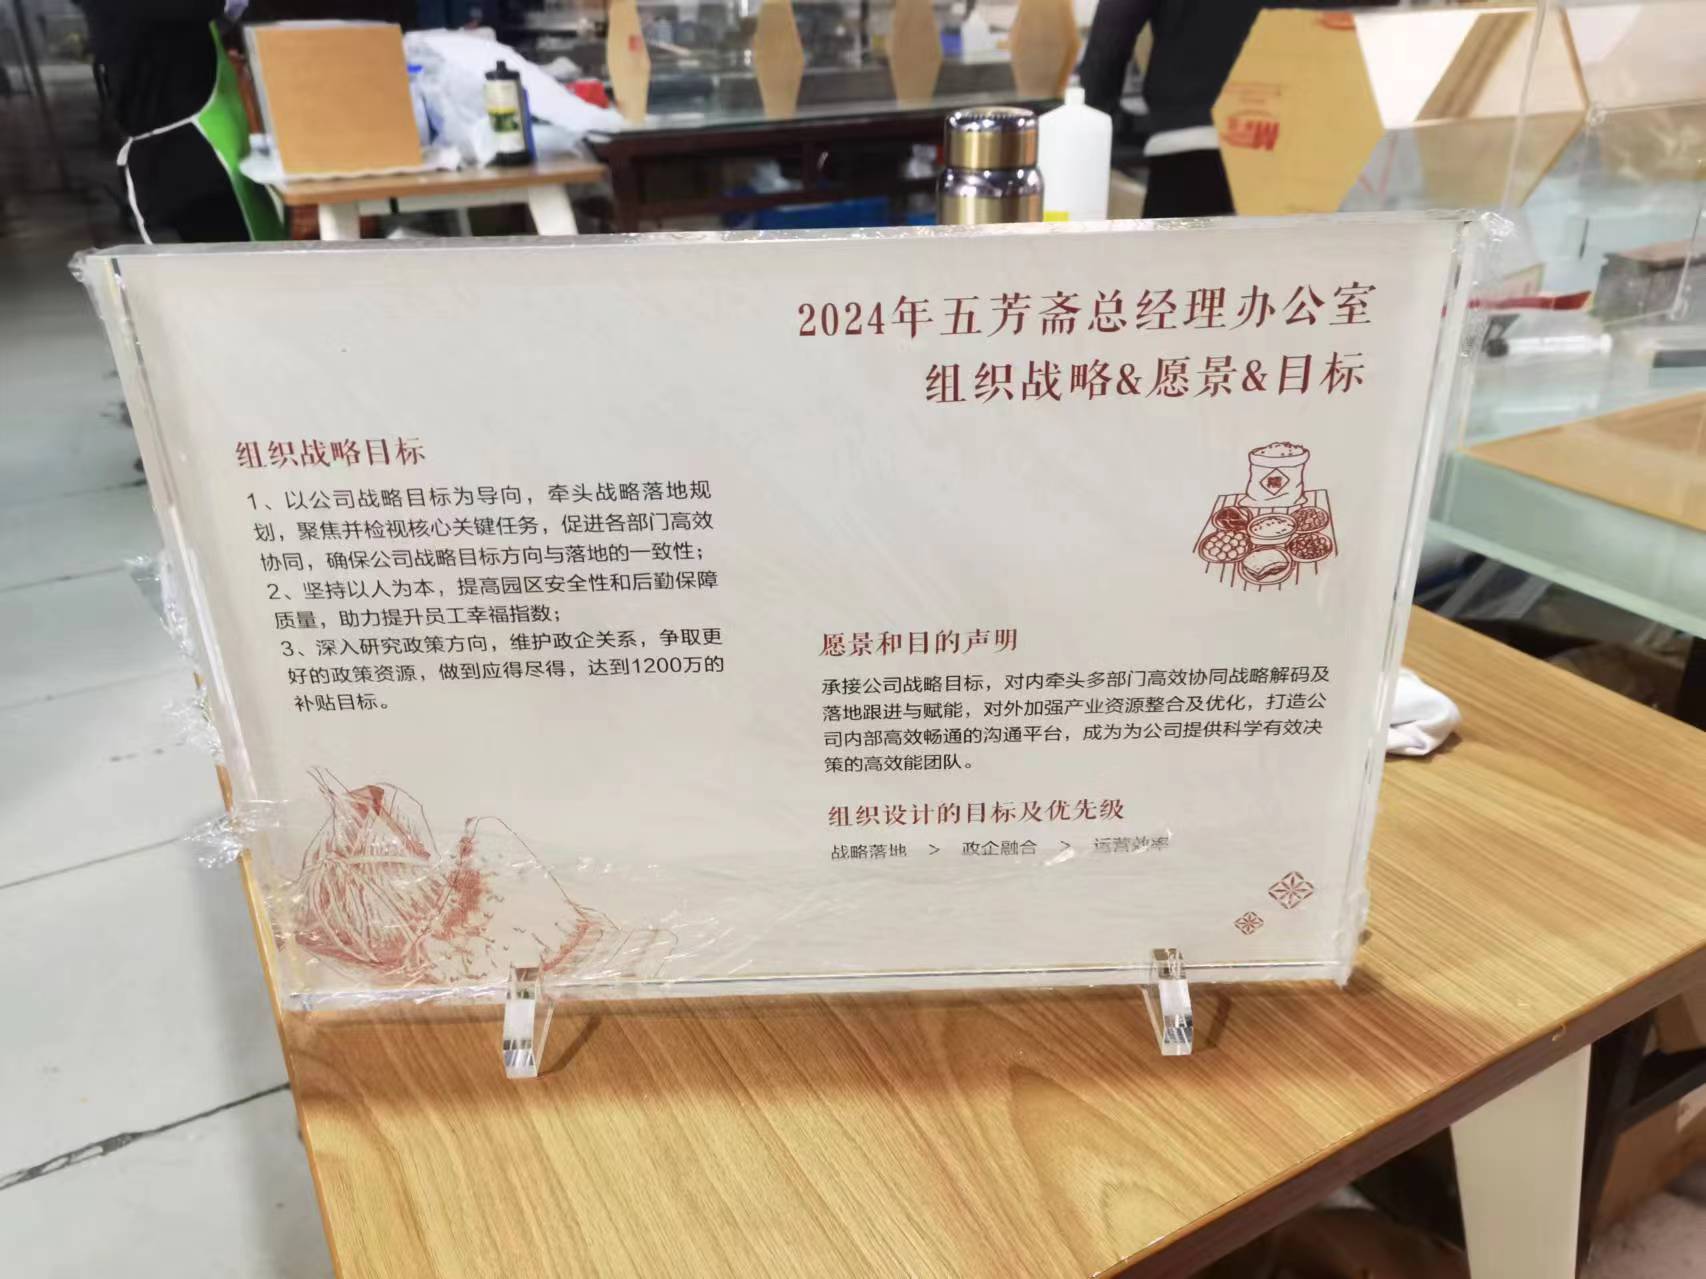 2024年五芳斋总经理办公室
组织战略&愿景&目标
组织战略目标
1、以公司战略目标为导向，牵头战略落地规
划，聚焦并检视核心关键任务，促进各部门高效
协同，确保公司战略目标方向与落地的一致性；
2、坚持以人为本，提高园区安全性和后勤保障
质量，助力提升员工幸福指数；
3、深入研究政策方向，维护政企关系，争取更
好的政策资源，做到应得尽得，达到1200万的
补贴目标。
糯
愿景和目的声明
承接公司战略目标，对内牵头多部门高效协同战略解码及
落地跟进与赋能，对外加强产业资源整合及优化，打造公
司内部高效畅通的沟通平台，成为为公司提供科学有效决
策的高效能团队。
组织设计的目标及优先级
战略落地 > 政企融合 > 运营效率